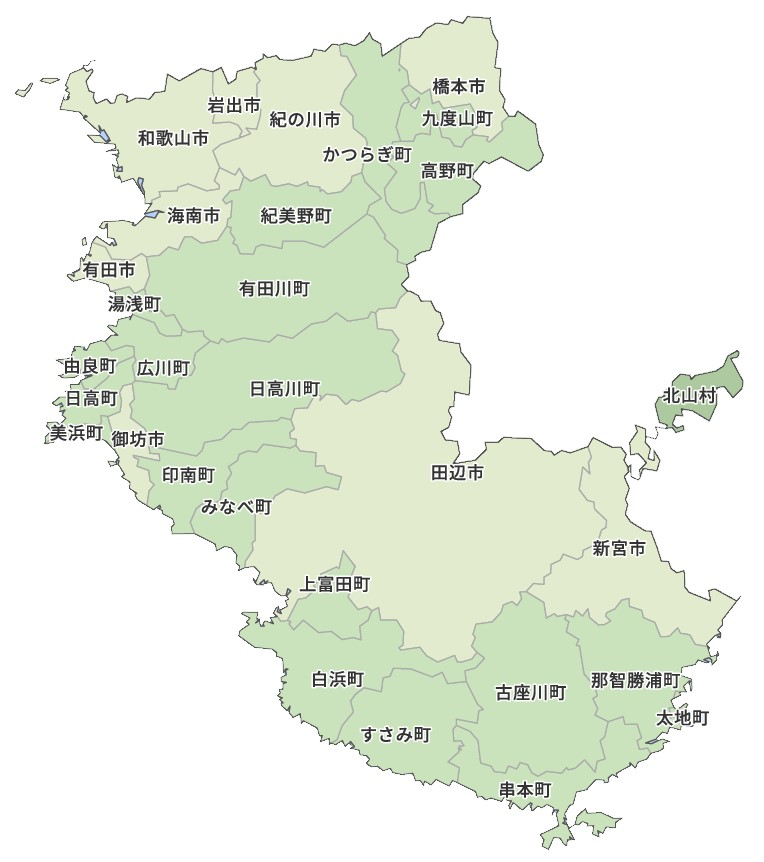 橋本市
岩出市
紀の川市
九度山町
和歌山市
かつらぎ町
高野町
海南市
紀美野町
有田市
有田川町
湯浅町
由良町
広川町
日高川町
北山村
日高町
美浜町
御坊市
印南町
田辺市
みなべ町
新宮市
上富田町
白浜町
古座川町
那智勝浦町
太地町
すさみ町
串本町